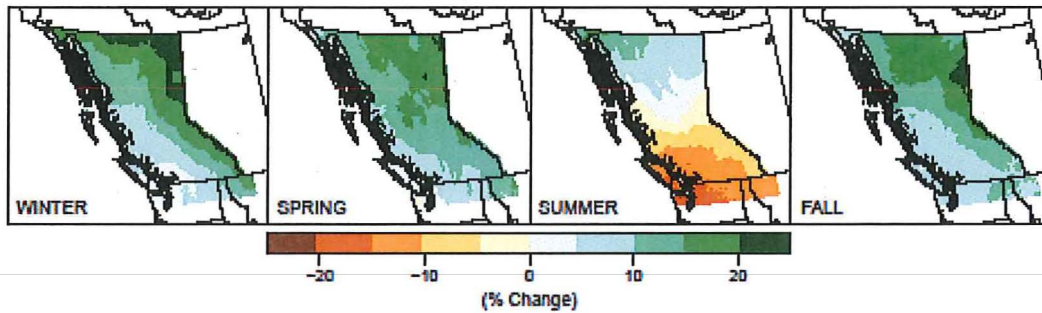 WINTER
SPRING
SUMMER
FALL
−20 −10 0 10 20
(% Change)